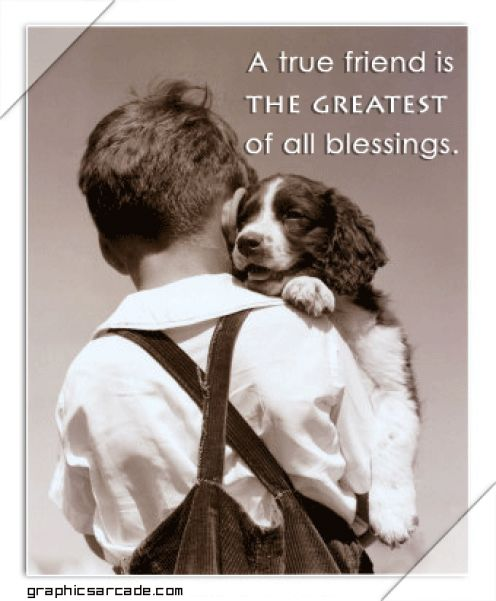 A true friend is
THE GREATEST
of all blessings.
graphicsarcade.com